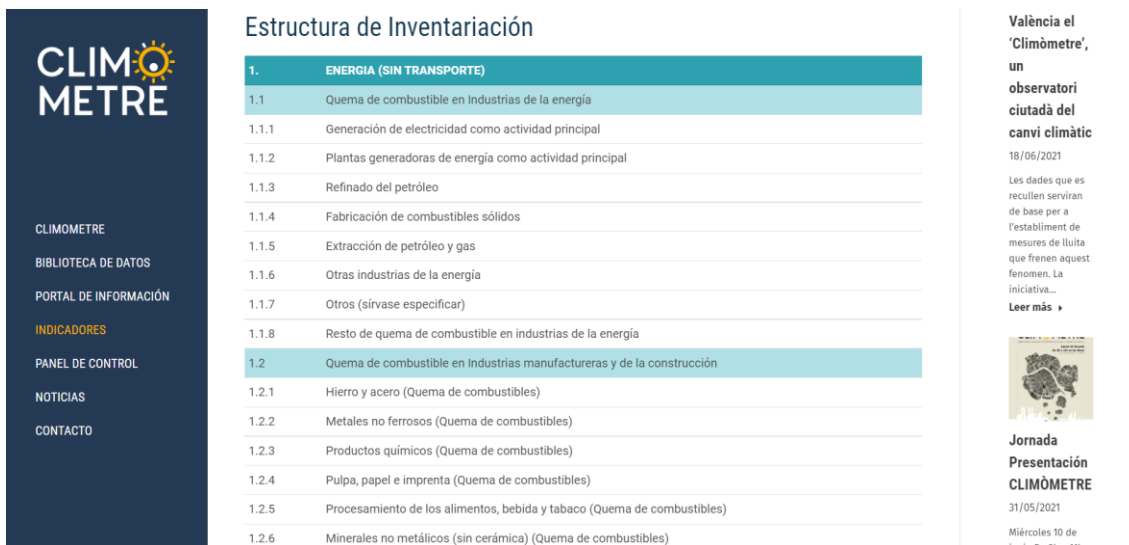 CLIMO
METRE
CLIMOMETRE
BIBLIOTECA DE DATOS
PORTAL DE INFORMACIÓN
INDICADORES
PANEL DE CONTROL
NOTICIAS
CONTACTO
Estructura de Inventariación
1. ENERGIA (SIN TRANSPORTE)
1.1 Quema de combustible en Industrias de la energía
1.1.1 Generación de electricidad como actividad principal
1.1.2 Plantas generadoras de energía como actividad principal
1.1.3 Refinado del petróleo
1.1.4 Fabricación de combustibles sólidos
1.1.5 Extracción de petróleo y gas
1.1.6 Otras industrias de la energía
1.1.7 Otros (sírvase especificar)
1.1.8 Resto de quema de combustible en industrias de la energía
1.2 Quema de combustible en Industrias manufactureras y de la construcción
1.2.1 Hierro y acero (Quema de combustibles)
1.2.2 Metales no ferrosos (Quema de combustibles)
1.2.3 Productos químicos (Quema de combustibles)
1.2.4 Pulpa, papel e imprenta (Quema de combustibles)
1.2.5 Procesamiento de los alimentos, bebida y tabaco (Quema de combustibles)
1.2.6 Minerales no metálicos (sin cerámica) (Quema de combustibles)
València el
‘Climòmetre’,
un
observatori
ciutadà del
canvi climàtic
18/06/2021
Les dades que es
recullen serviran
de base per a
l'establiment de
mesures de lluita
que frenen aquest
fenomen. La
iniciativa...
Leer más
Jornada
Presentación
CLIMÒMETRE
31/05/2021
Miércoles 10 de